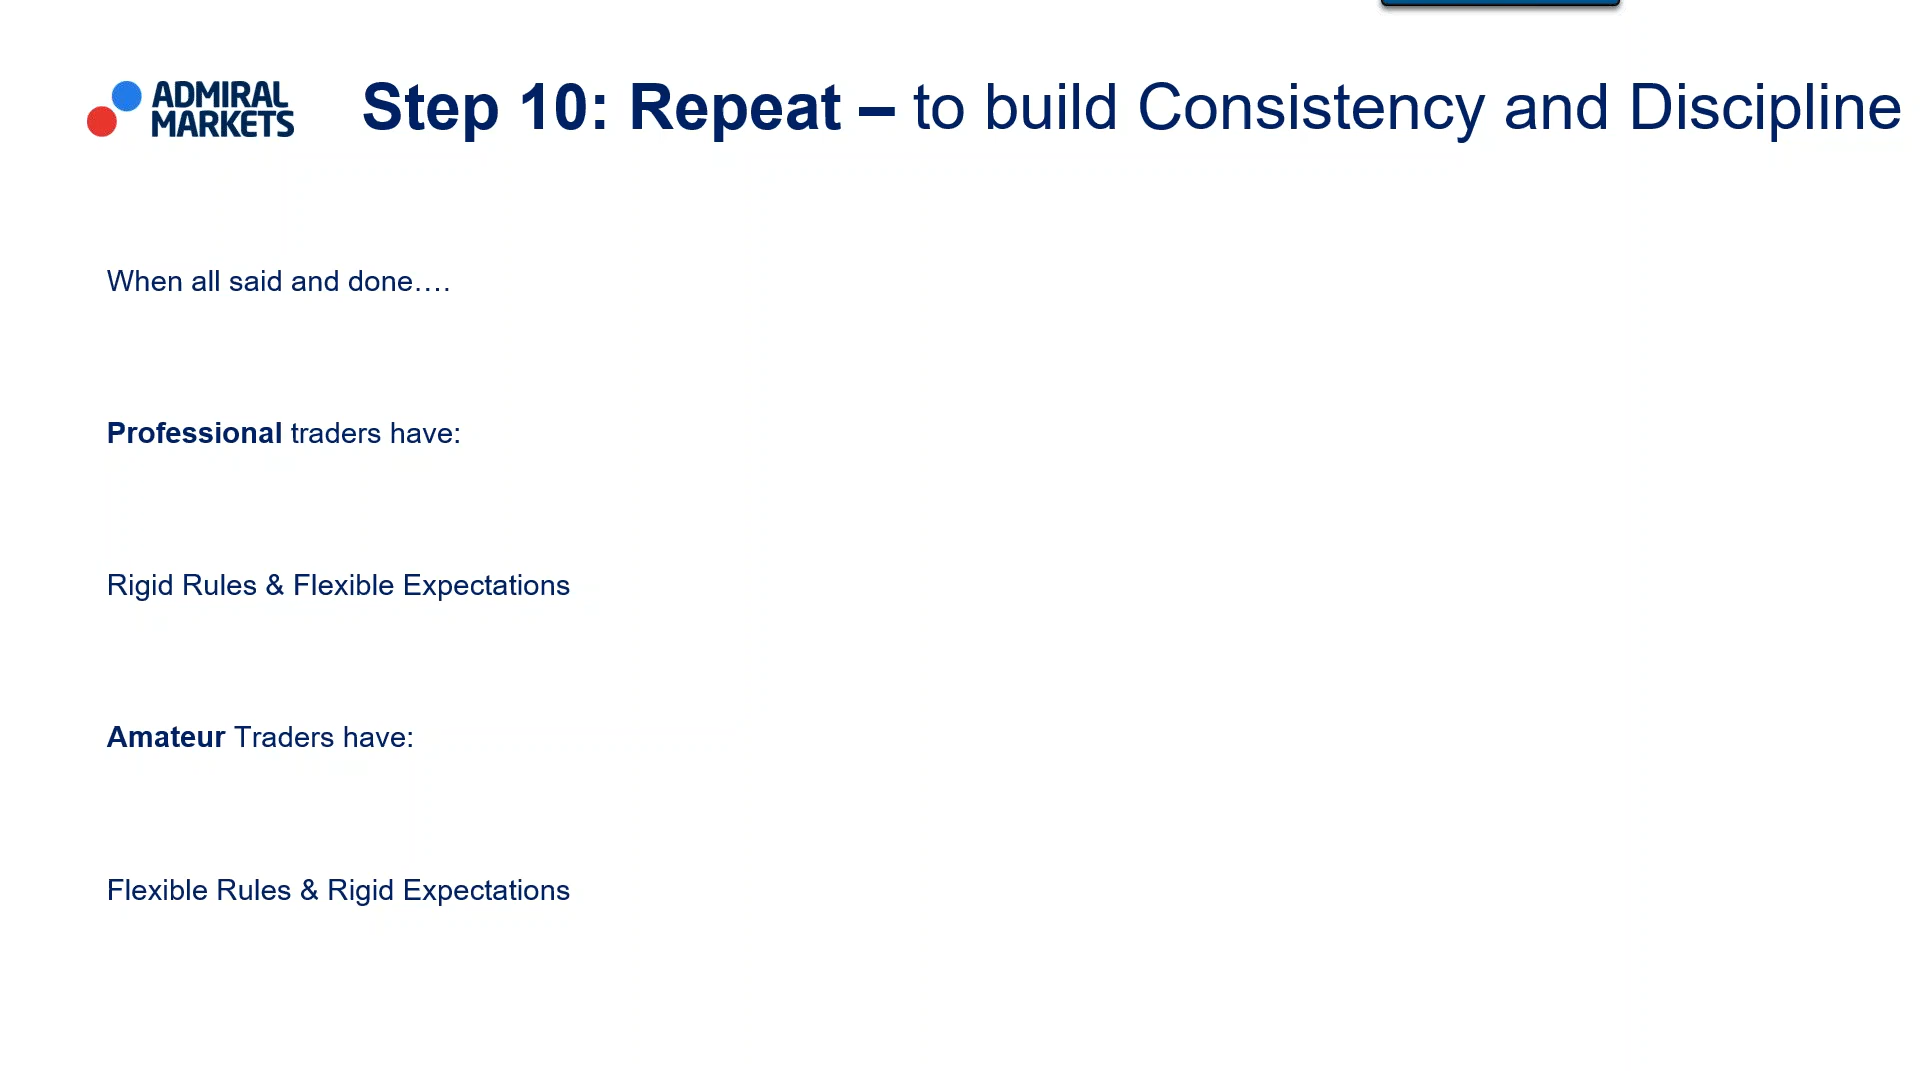 ADMIRAL
MARKETS
Step 10: Repeat – to build Consistency and Discipline
When all said and done....
Professional traders have:
Rigid Rules & Flexible Expectations
Amateur Traders have:
Flexible Rules & Rigid Expectations